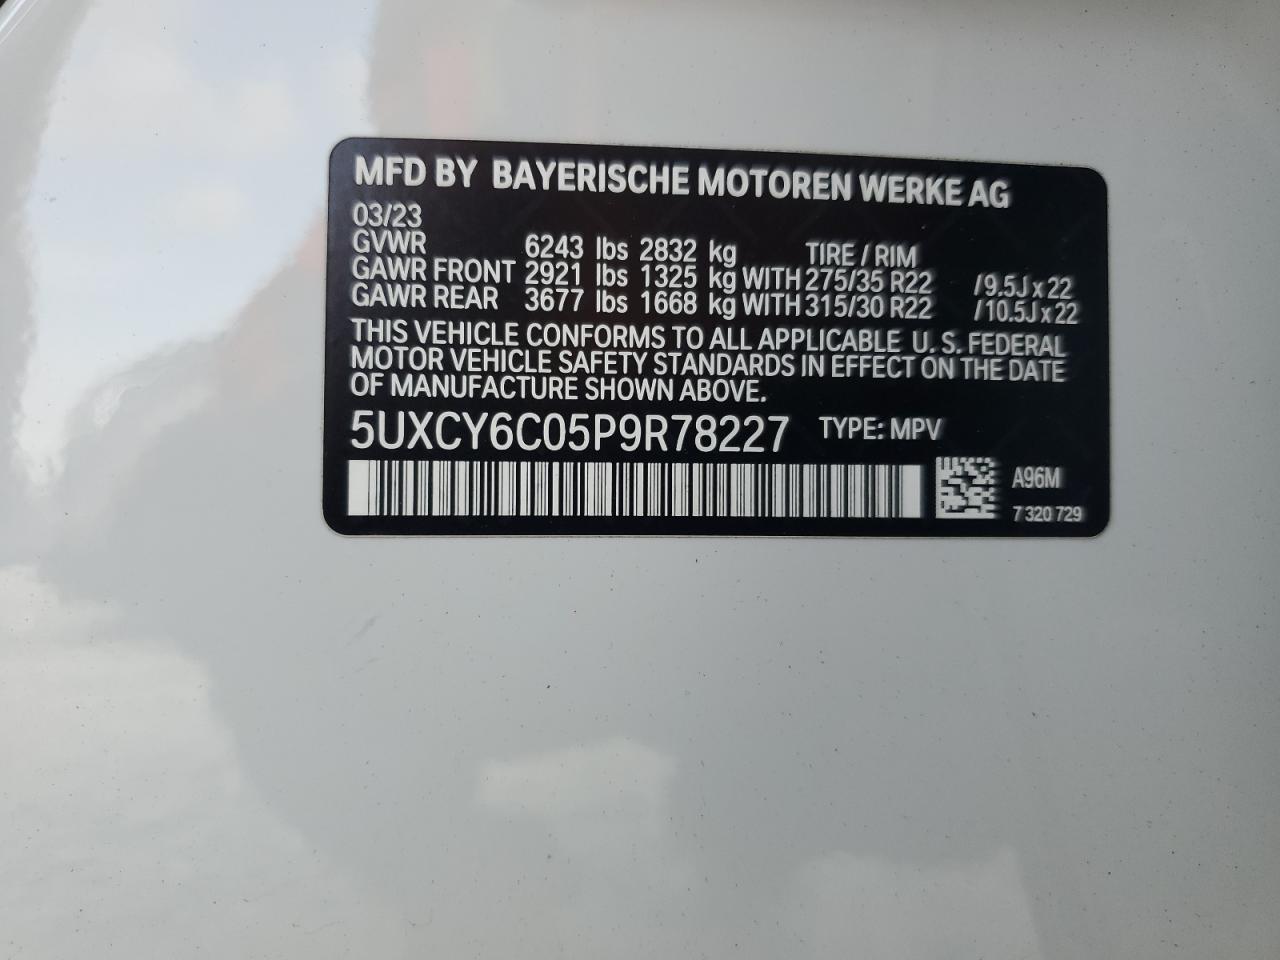 MFD BY BAYERISCHE MOTOREN WERKE AG
03/23
GVWR 6243 lbs 2832 kg TIRE / RIM
GAWR FRONT 2921 lbs 1325 kg WITH 275/35 R22 / 9.5J x 22
GAWR REAR 3677 lbs 1668 kg WITH 315/30 R22 / 10.5J x 22
THIS VEHICLE CONFORMS TO ALL APPLICABLE U. S. FEDERAL
MOTOR VEHICLE SAFETY STANDARDS IN EFFECT ON THE DATE
OF MANUFACTURE SHOWN ABOVE.
5UXCY6C05P9R78227 TYPE: MPV
A96M
7 320 729